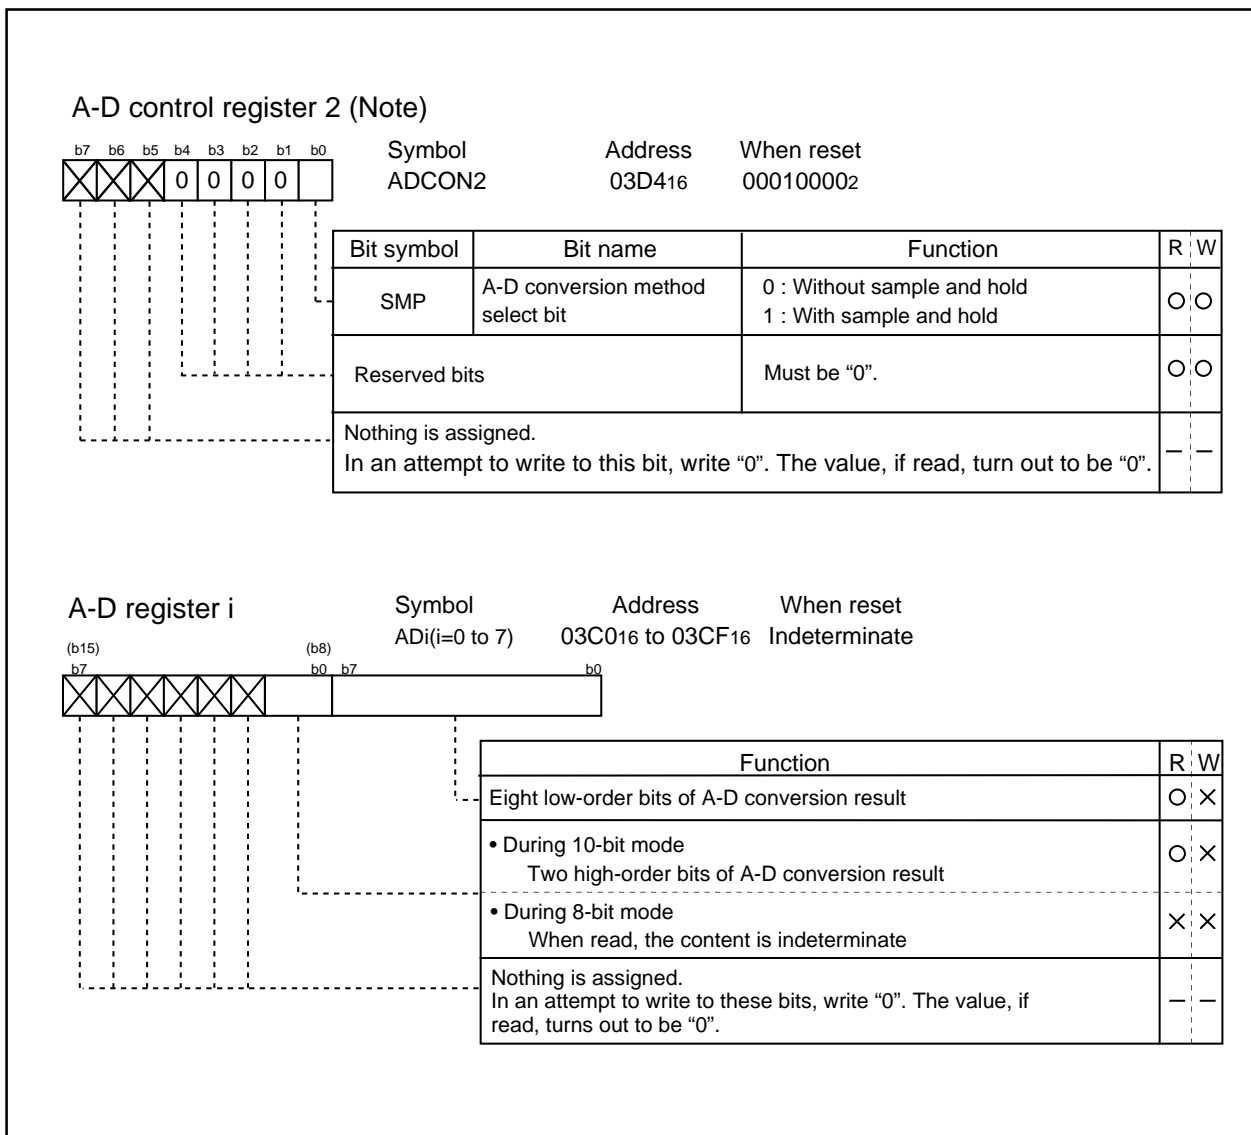 A-D control register 2 (Note)
b7 b6 b5 b4 b3 b2 b1 b0
0 0 0 0
Symbol Address When reset
ADCON2 03D416 000100002
Bit symbol Bit name Function R W
SMP
A-D conversion method
select bit
0 : Without sample and hold
1 : With sample and hold
Reserved bits
Must be “0”.
Nothing is assigned.
In an attempt to write to this bit, write “0”. The value, if read, turn out to be “0”.
A-D register i
Symbol Address When reset
ADi(i=0 to 7) 03C016 to 03CF16 Indeterminate
(b15) (b8)
b7 b0 b7 b0
Function R W
Eight low-order bits of A-D conversion result
• During 10-bit mode
Two high-order bits of A-D conversion result
• During 8-bit mode
When read, the content is indeterminate
Nothing is assigned.
In an attempt to write to these bits, write “0”. The value, if
read, turns out to be “0”.